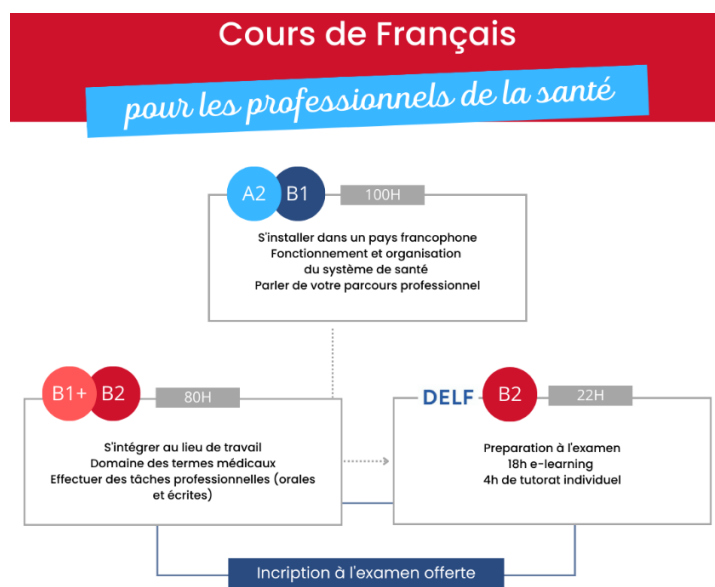 Cours de Français
pour les professionnels de la santé
A2 B1 100H
S'installer dans un pays francophone
Fonctionnement et organisation
du système de santé
Parler de votre parcours professionnel
B1+ B2 80H
S'intégrer au lieu de travail
Domaine des termes médicaux
Effectuer des tâches professionnelles (orales
et écrites)
DELF B2 22H
Preparation à l'examen
18h e-learning
4h de tutorat individuel
Incription à l'examen offerte